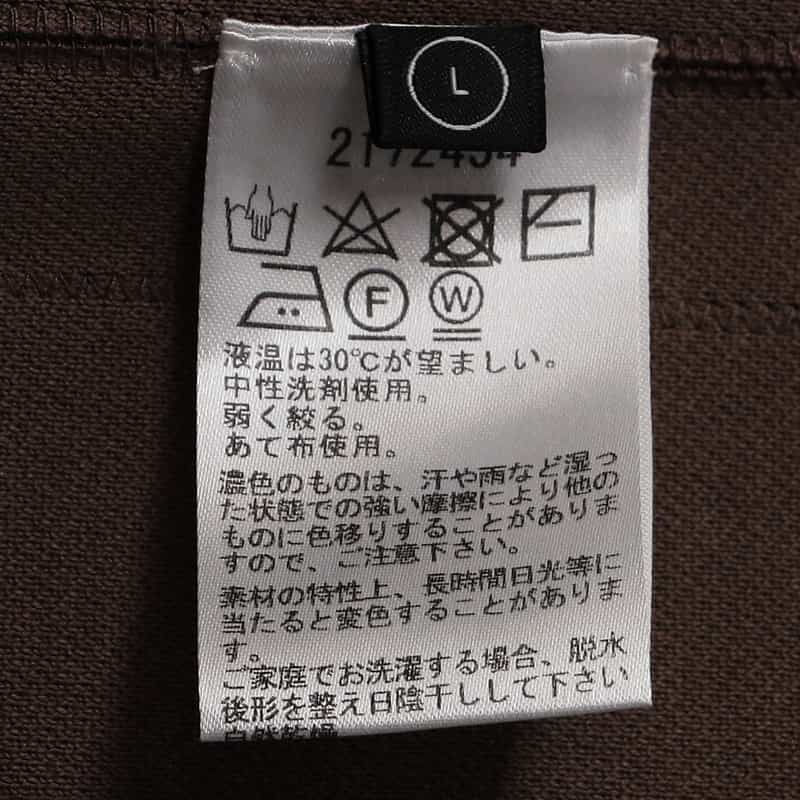 L
F
W
液温は30℃が望ましい。
中性洗剤使用。
弱く絞る。
あて布使用。
濃色のものは、汗や雨など湿っ
た状態での強い摩擦により他の
ものに色移りすることがありま
すので、ご注意下さい。
素材の特性上、長時間日光等に
当たると変色することがありま
す。
ご家庭でお洗濯する場合、脱水
後形を整え日陰干しして下さい